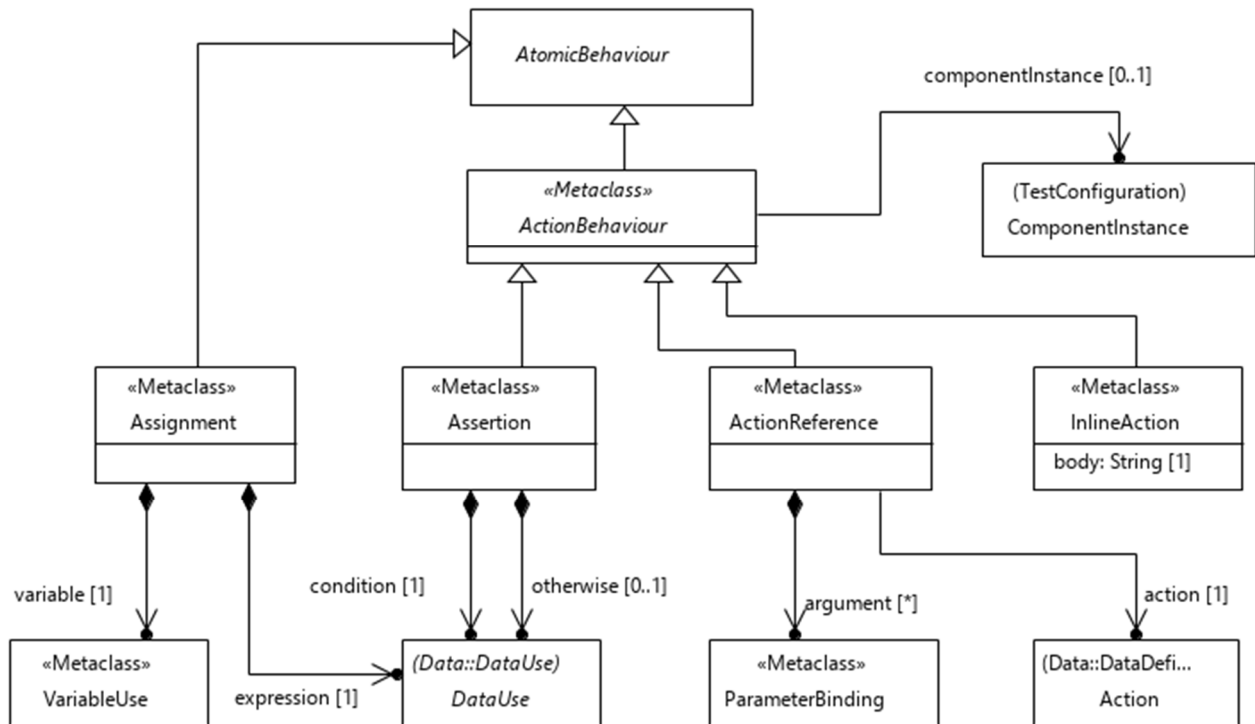 AtomicBehaviour
componentInstance [0..1]
«Metaclass»
ActionBehaviour
(TestConfiguration)
ComponentInstance
«Metaclass»
Assignment
«Metaclass»
Assertion
«Metaclass»
ActionReference
«Metaclass»
InlineAction
body: String [1]
variable [1]
condition [1]
otherwise [0..1]
argument [*]
action [1]
«Metaclass»
VariableUse
expression [1]
(Data::DataUse)
DataUse
«Metaclass»
ParameterBinding
(Data::DataDefi...
Action